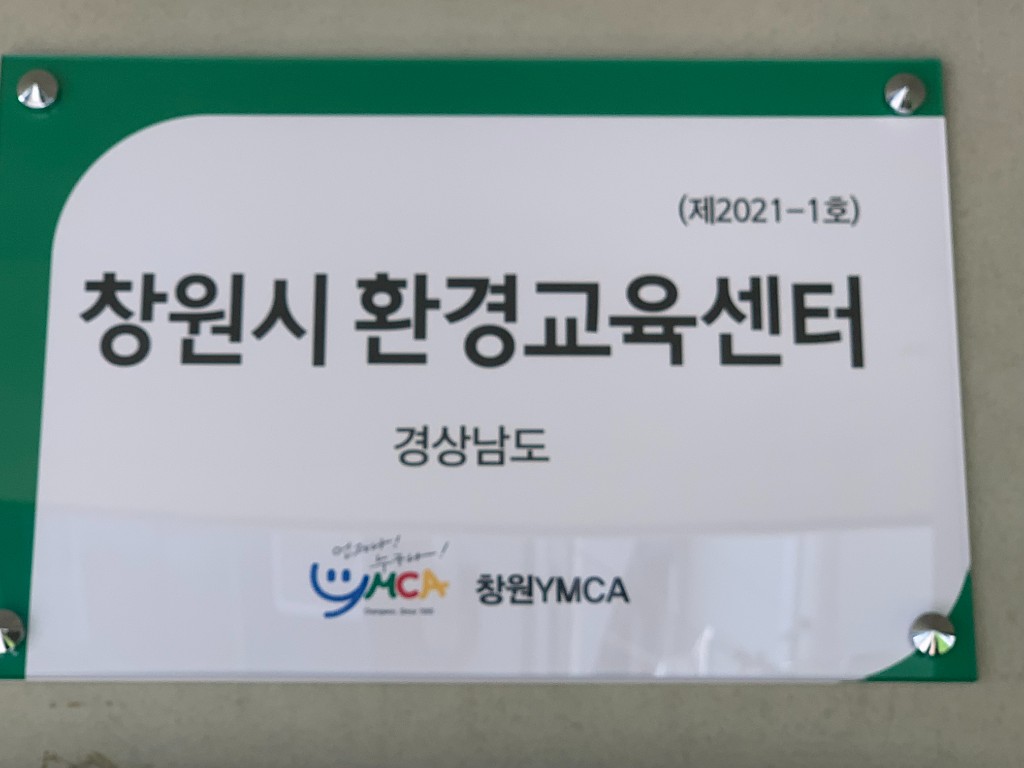 (제2021-1호)
창원시 환경교육센터
경상남도
YMCA
창원YMCA